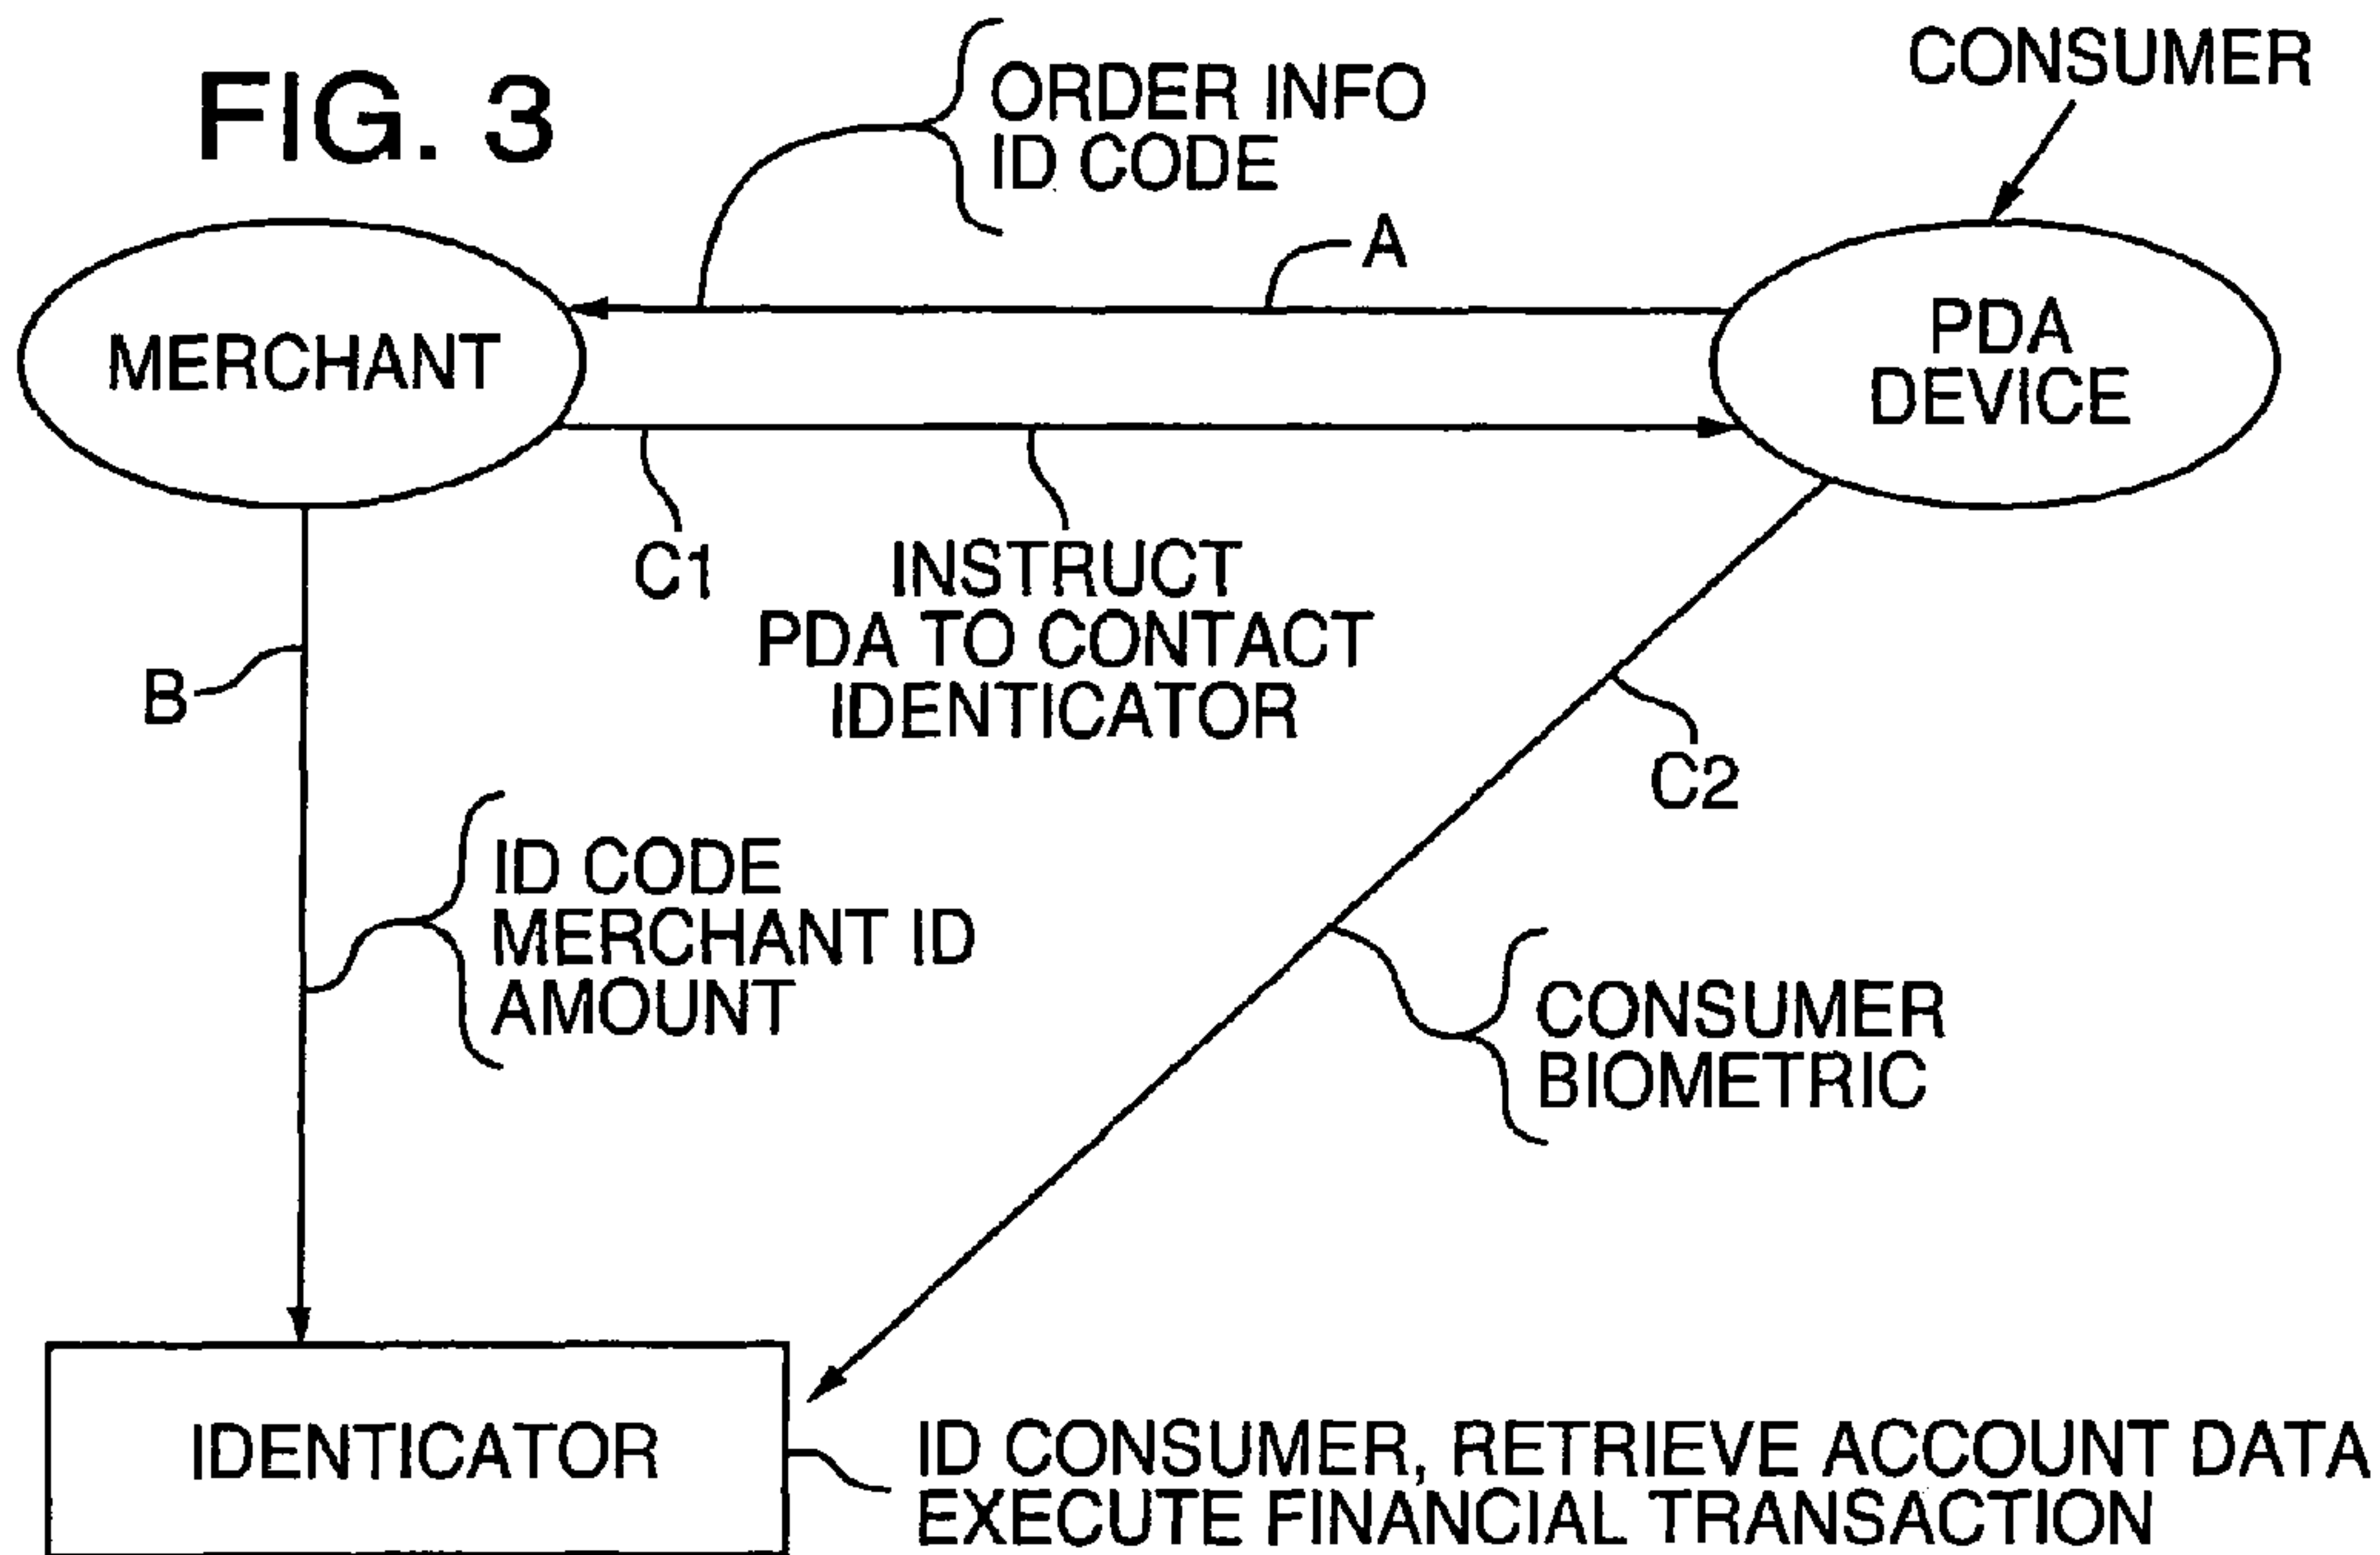 FIG. 3
ORDER INFO
ID CODE
CONSUMER
A
MERCHANT
PDA
DEVICE
C1
INSTRUCT
PDA TO CONTACT
IDENTICATOR
B
C2
ID CODE
MERCHANT ID
AMOUNT
CONSUMER
BIOMETRIC
IDENTICATOR
ID CONSUMER, RETRIEVE ACCOUNT DATA
EXECUTE FINANCIAL TRANSACTION